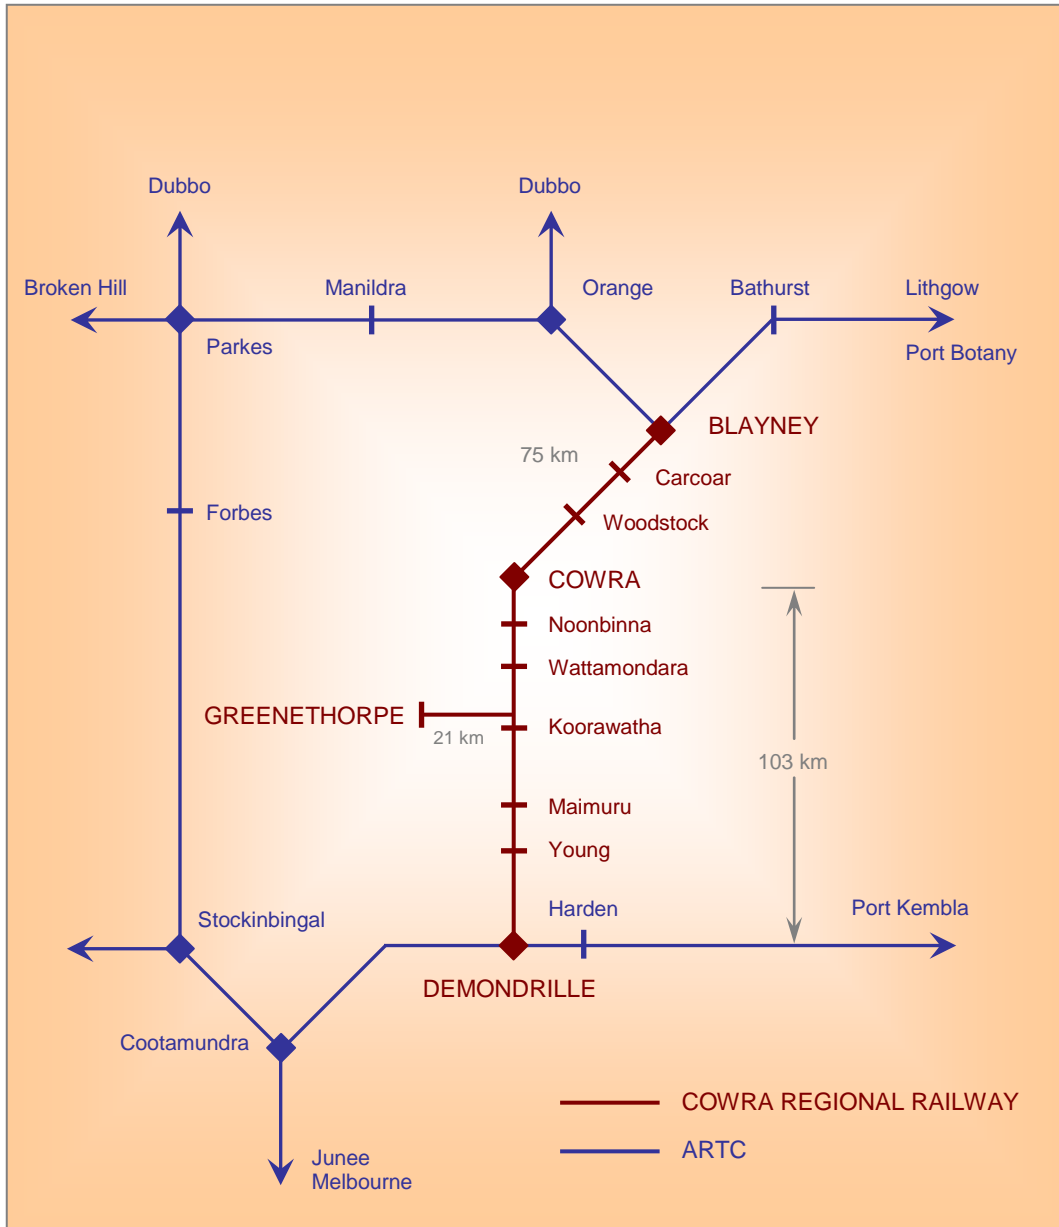 Dubbo
Dubbo
Broken Hill
Manildra
Orange
Bathurst
Lithgow
Parkes
Port Botany
BLAYNEY
75 km
Carcoar
Forbes
Woodstock
COWRA
Noonbinna
Wattamondara
GREENETHORPE
Koorawatha
21 km
103 km
Maimuru
Young
Stockinbingal
Harden
Port Kembla
DEMONDRILLE
Cootamundra
COWRA REGIONAL RAILWAY
ARTC
Junee
Melbourne